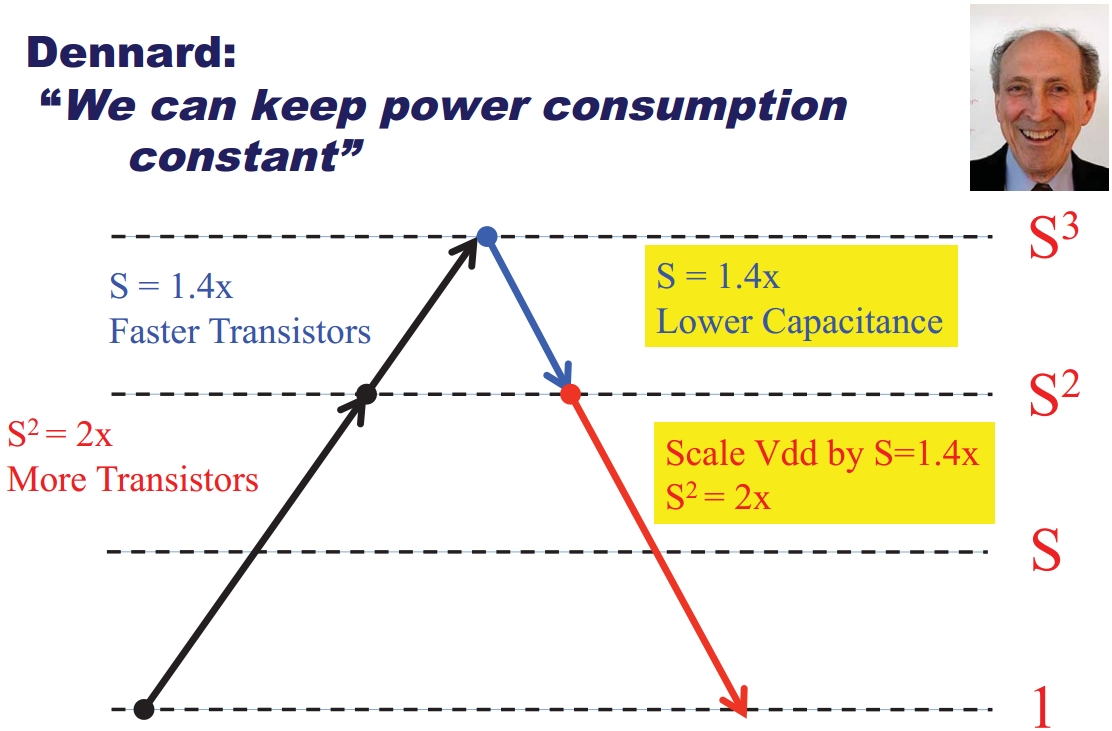 Dennard:
“We can keep power consumption
constant”
S³
S = 1.4x
Faster Transistors
S = 1.4x
Lower Capacitance
S²
S² = 2x
More Transistors
Scale Vdd by S=1.4x
S² = 2x
S
1